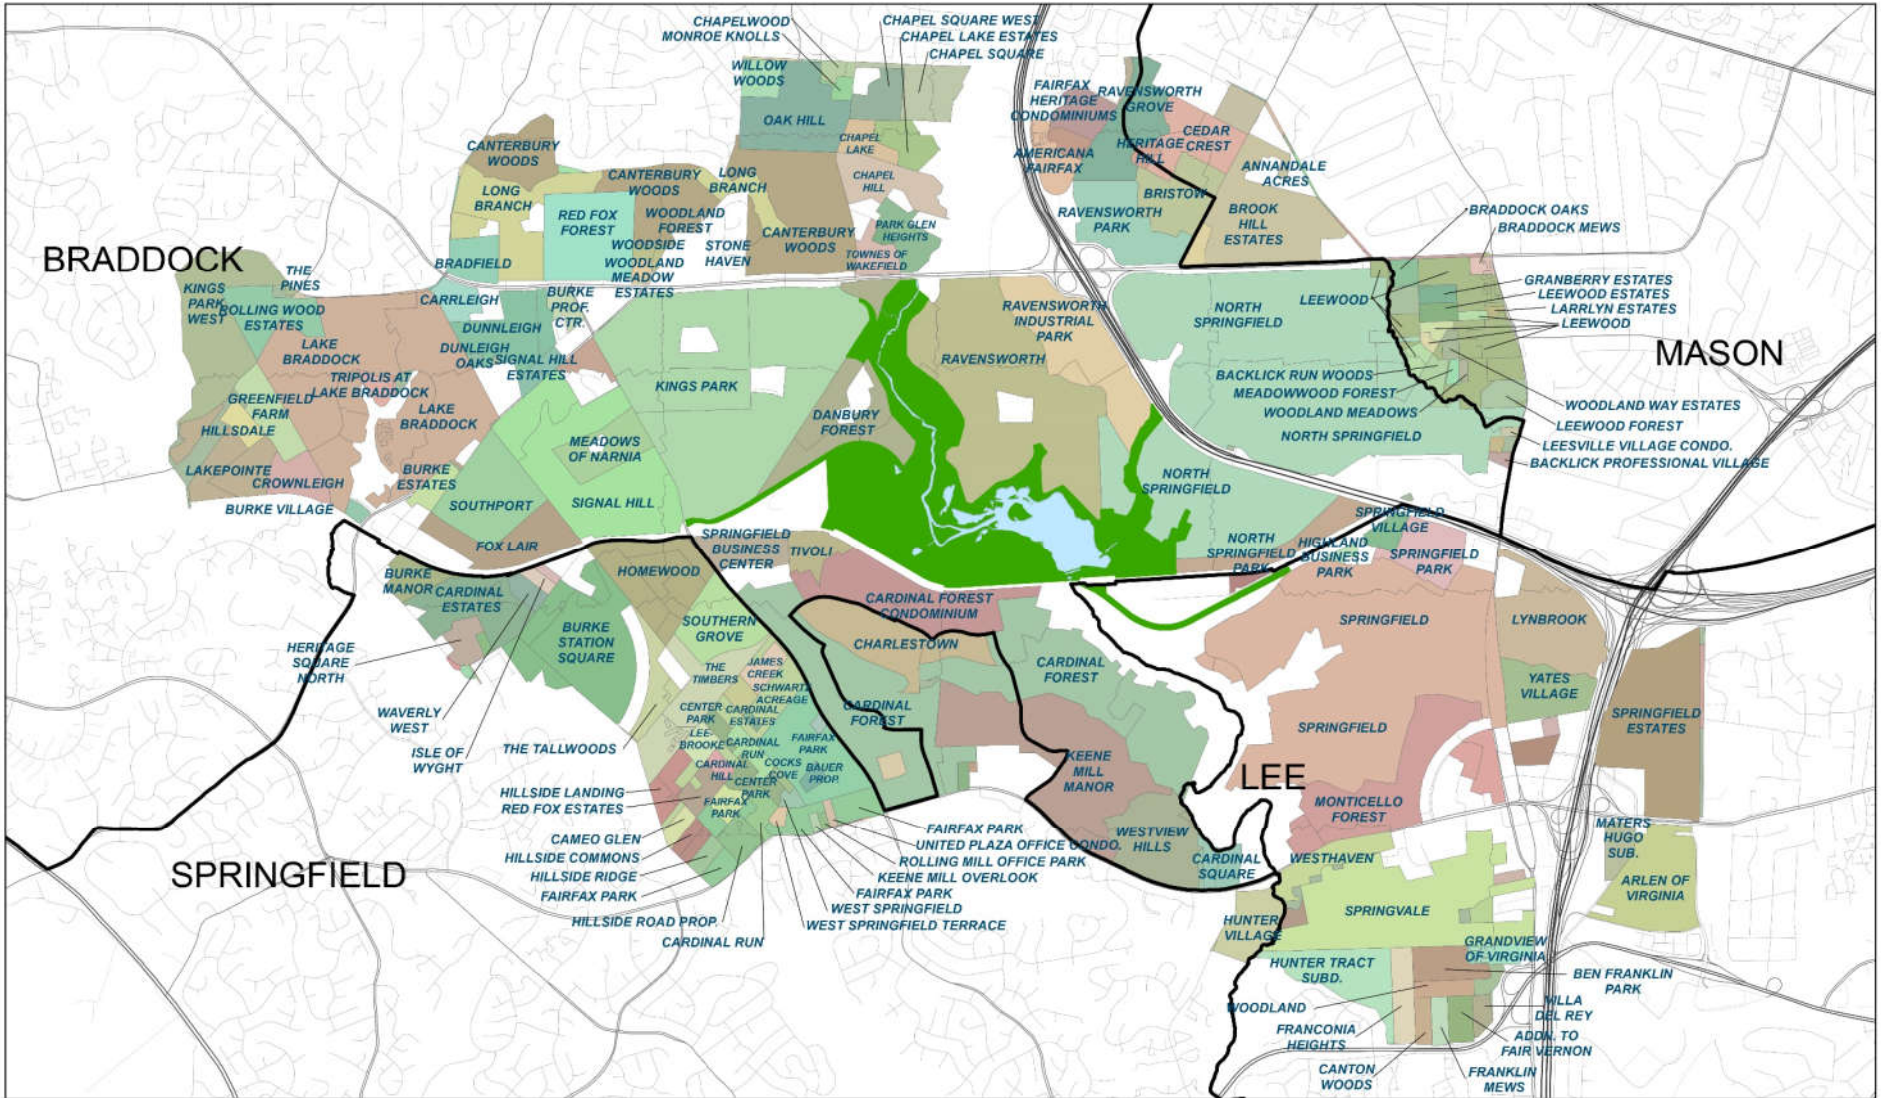 CHAPELWOOD
MONROE KNOLLS
CHAPEL SQUARE WEST
CHAPEL LAKE ESTATES
CHAPEL SQUARE
WILLOW
WOODS
OAK HILL
CHAPEL
LAKE
CHAPEL
HILL
PARK GLEN
HEIGHTS
TOWNES OF
WAKEFIELD
CANTERBURY
WOODS
LONG
BRANCH
RED FOX
FOREST
BRADFIELD
CANTERBURY
WOODS
LONG
BRANCH
WOODLAND
FOREST
WOODSIDE
WOODLAND
MEADOW
ESTATES
STONE
HAVEN
CANTERBURY
WOODS
FAIRFAX
HERITAGE
CONDOMINIUMS
RAVENSWORTH
GROVE
CEDAR
CREST
HERITAGE
HILL
AMERICANA
FAIRFAX
ANNANDALE
ACRES
BRISTOW
RAVENSWORTH
PARK
BROOK
HILL
ESTATES
BRADDOCK OAKS
BRADDOCK MEWS
BRADDOCK
KINGS
PARK
WEST
THE
PINES
ROLLING WOOD
ESTATES
LAKE
BRADDOCK
CARRLEIGH
BURKE
PROF.
CTR.
DUNNLEIGH
DUNLEIGH
OAKS
SIGNAL HILL
ESTATES
TRIPOLIS AT
LAKE BRADDOCK
LAKE
BRADDOCK
GREENFIELD
FARM
HILLSDALE
LAKEPOINTE
CROWNLEIGH
BURKE VILLAGE
BURKE
ESTATES
SOUTHPORT
FOX LAIR
MEADOWS
OF NARNIA
SIGNAL HILL
KINGS PARK
DANBURY
FOREST
RAVENSWORTH
RAVENSWORTH
INDUSTRIAL
PARK
NORTH
SPRINGFIELD
LEEWOOD
GRANBERRY ESTATES
LEEWOOD ESTATES
LARRLYN ESTATES
LEEWOOD
MASON
BACKLICK RUN WOODS
MEADOWWOOD FOREST
WOODLAND MEADOWS
NORTH SPRINGFIELD
WOODLAND WAY ESTATES
LEEWOOD FOREST
LEESVILLE VILLAGE CONDO.
BACKLICK PROFESSIONAL VILLAGE
NORTH
SPRINGFIELD
NORTH
SPRINGFIELD
PARK
HIGHLAND
BUSINESS
PARK
SPRINGFIELD
VILLAGE
SPRINGFIELD
PARK
SPRINGFIELD
BUSINESS
CENTER
TIVOLI
BURKE
MANOR
CARDINAL
ESTATES
HOMEWOOD
BURKE
STATION
SQUARE
SOUTHERN
GROVE
CARDINAL FOREST
CONDOMINIUM
CHARLESTOWN
CARDINAL
FOREST
CARDINAL
FOREST
SPRINGFIELD
LYNBROOK
YATES
VILLAGE
SPRINGFIELD
SPRINGFIELD
ESTATES
HERITAGE
SQUARE
NORTH
WAVERLY
WEST
ISLE OF
WYGHT
THE
TIMBERS
JAMES
CREEK
SCHWARTZ
ACREAGE
CENTER
PARK
CARDINAL
ESTATES
LEE-
BROOKE
CARDINAL
RUN
FAIRFAX
PARK
CARDINAL
HILL
COCKS
COVE
BAUER
PROP.
CENTER
PARK
FAIRFAX
PARK
THE TALLWOODS
HILLSIDE LANDING
RED FOX ESTATES
CAMEO GLEN
HILLSIDE COMMONS
HILLSIDE RIDGE
FAIRFAX PARK
HILLSIDE ROAD PROP.
CARDINAL RUN
FAIRFAX PARK
UNITED PLAZA OFFICE CONDO.
ROLLING MILL OFFICE PARK
KEENE MILL OVERLOOK
FAIRFAX PARK
WEST SPRINGFIELD
WEST SPRINGFIELD TERRACE
SPRINGFIELD
KEENE
MILL
MANOR
WESTVIEW
HILLS
CARDINAL
SQUARE
LEE
MONTICELLO
FOREST
WESTHAVEN
SPRINGVALE
HUNTER
VILLAGE
MATERS
HUGO
SUB.
ARLEN OF
VIRGINIA
GRANDVIEW
OF VIRGINIA
HUNTER TRACT
SUBD.
BEN FRANKLIN
PARK
WOODLAND
VILLA
DEL REY
FRANCONIA
HEIGHTS
ADDN. TO
FAIR VERNON
CANTON
WOODS
FRANKLIN
MEWS